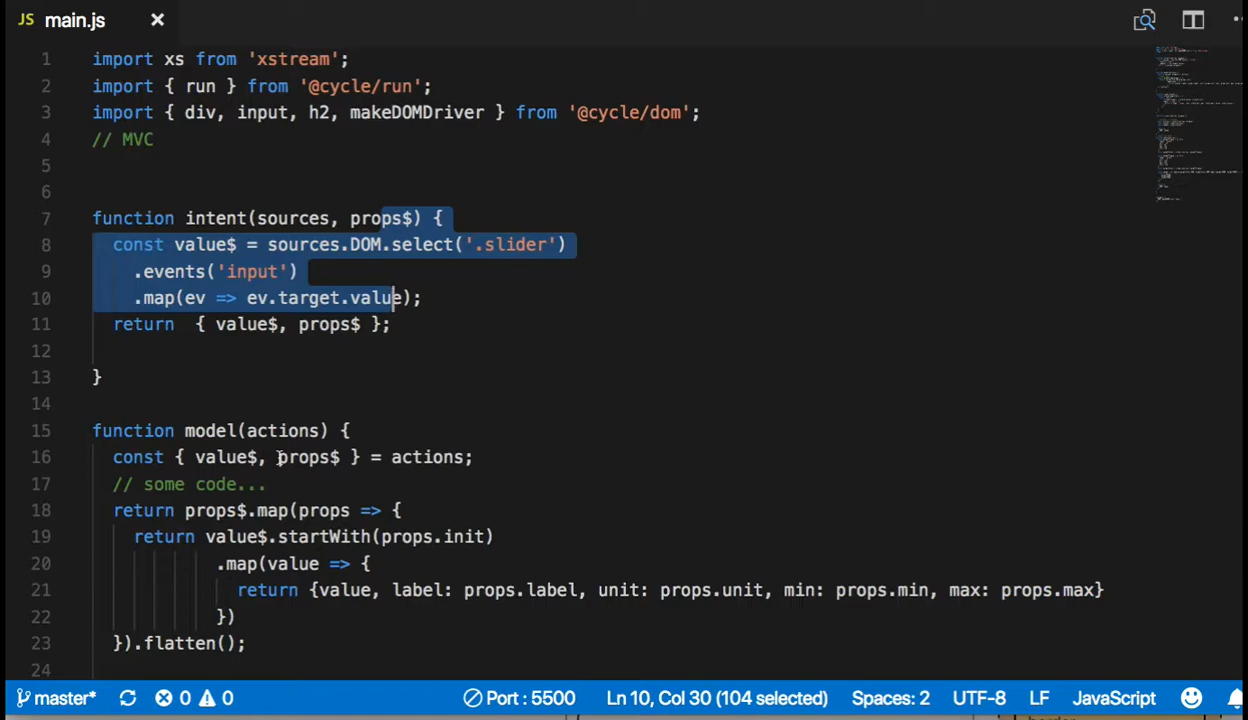 JS main.js ×
1 import xs from 'xstream';
2 import { run } from '@cycle/run';
3 import { div, input, h2, makeDOMDriver } from '@cycle/dom';
4 // MVC
5
6
7 function intent(sources, props$) {
8 const value$ = sources.DOM.select('.slider')
9 .events('input')
10 .map(ev => ev.target.value);
11 return  { value$, props$ };
12
13 }
14
15 function model(actions) {
16 const { value$, props$ } = actions;
17 // some code...
18 return props$.map(props => {
19 return value$.startWith(props.init)
20 .map(value => {
21 return {value, label: props.label, unit: props.unit, min: props.min, max: props.max}
22 })
23 }).flatten();
24
master* 0 0 Port : 5500 Ln 10, Col 30 (104 selected) Spaces: 2 UTF-8 LF JavaScript